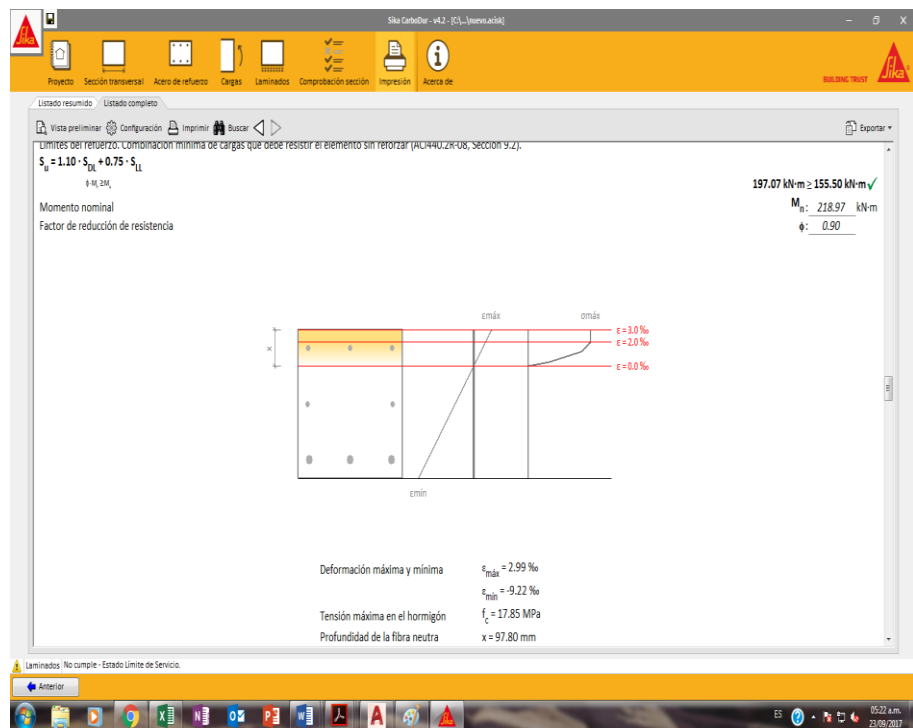 Sika CarboDur - v4.2 - [C:\...\nuevo.acisk]
Proyecto Sección transversal Acero de refuerzo Cargas Laminados Comprobación sección Impresión Acerca de
BUILDING TRUST
Sika
Listado resumido Listado completo
Vista preliminar Configuración Imprimir Buscar Exportar
Límites del refuerzo. Combinación mínima de cargas que debe resistir el elemento sin reforzar (ACI440.2R-08, Sección 9.2).
Su = 1.10 · SDL + 0.75 · SLL
197.07 kN·m ≥ 155.50 kN·m ✓
Momento nominal Mn: 218.97 kN·m
Factor de reducción de resistencia ϕ: 0.90
εmáx σmáx
ε = 3.0 ‰
ε = 2.0 ‰
x
ε = 0.0 ‰
εmín
Deformación máxima y mínima εmáx = 2.99 ‰
εmín = -9.22 ‰
Tensión máxima en el hormigón fc = 17.85 MPa
Profundidad de la fibra neutra x = 97.80 mm
Laminados No cumple - Estado Límite de Servicio.
Anterior
ES 05:22 a.m.
23/09/2017